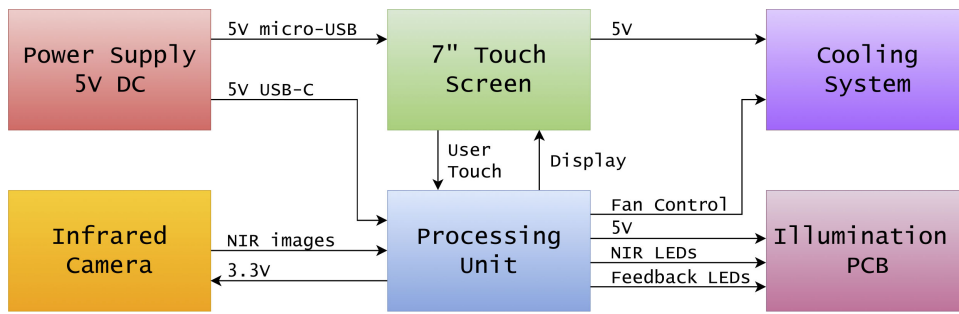 Power Supply
5V DC
5V micro-USB
5V USB-C
7" Touch
Screen
5V
Cooling
System
User
Touch
Display
Infrared
Camera
NIR images
3.3V
Processing
Unit
Fan Control
5V
NIR LEDs
Feedback LEDs
Illumination
PCB